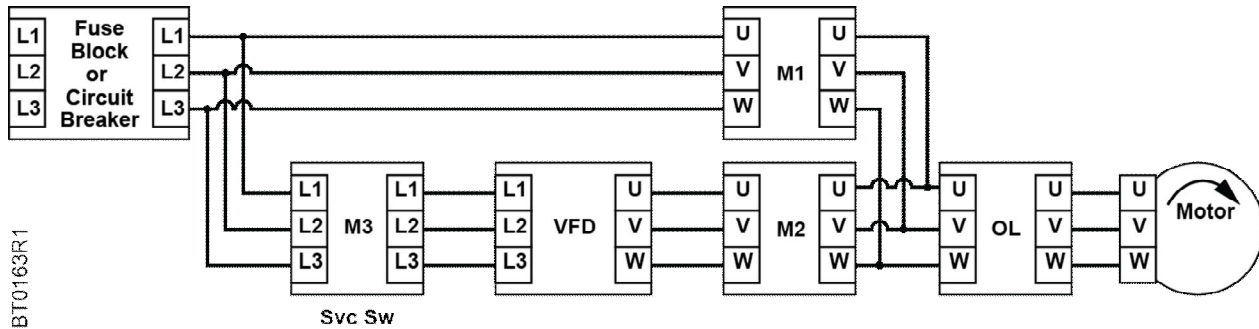 L1 Fuse L1 U U
Block
L2 or L2 V M1 V
Circuit
L3 Breaker L3 W W
L1 L1 L1 U U U U U U
L2 M3 L2 L2 VFD V V M2 V V OL V V Motor
L3 L3 L3 W W W W W W
Svc Sw
BT0163R1